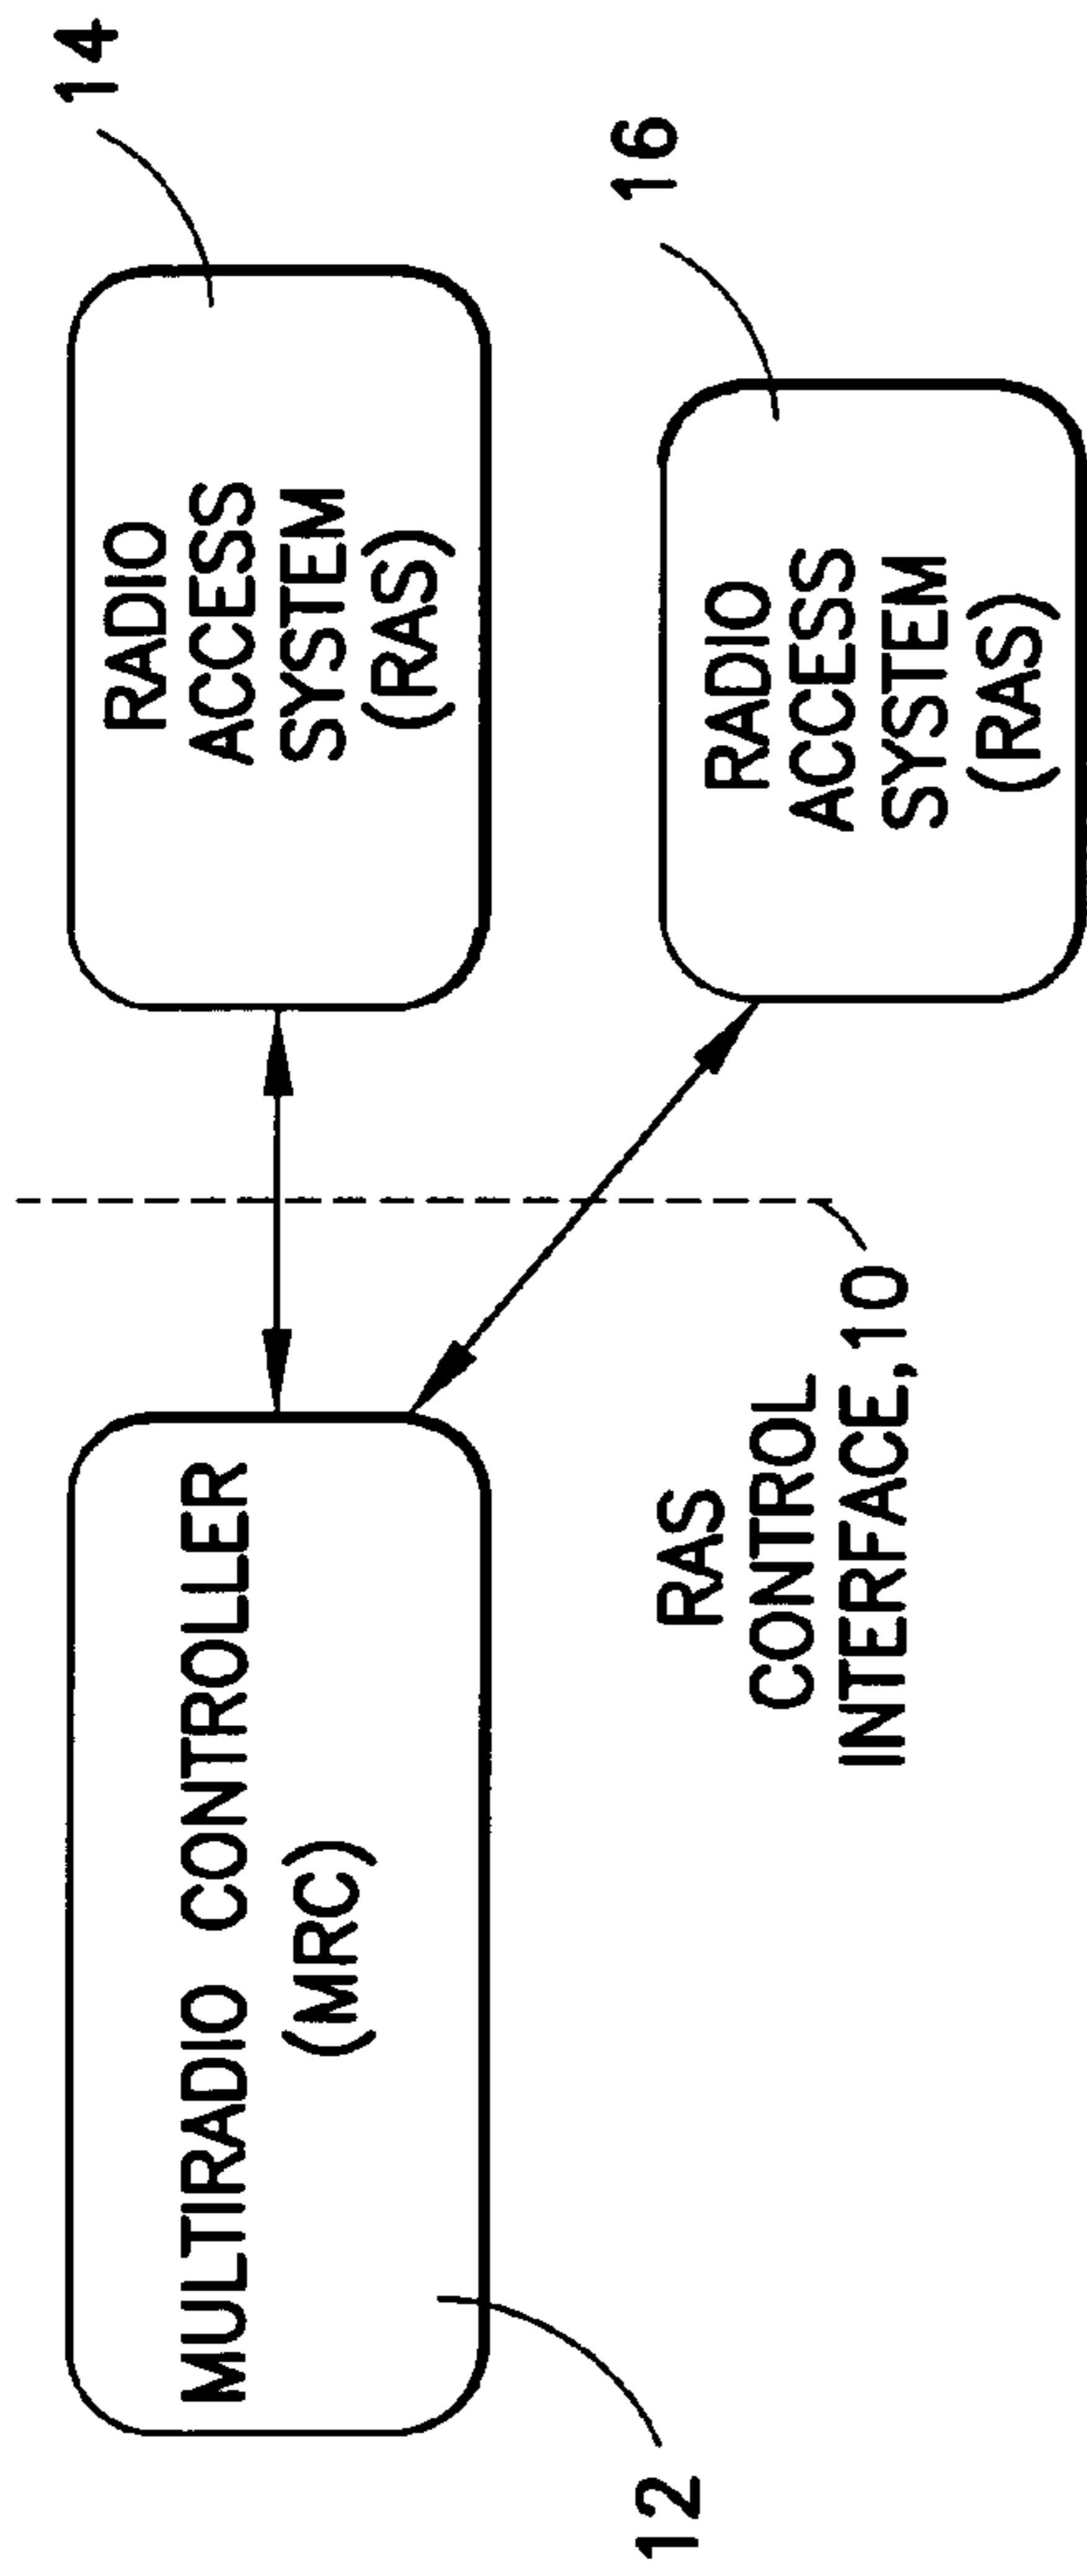 MULTIRADIO CONTROLLER
(MRC)
12
RADIO
ACCESS
SYSTEM
(RAS)
14
RAS
CONTROL
INTERFACE, 10
RADIO
ACCESS
SYSTEM
(RAS)
16